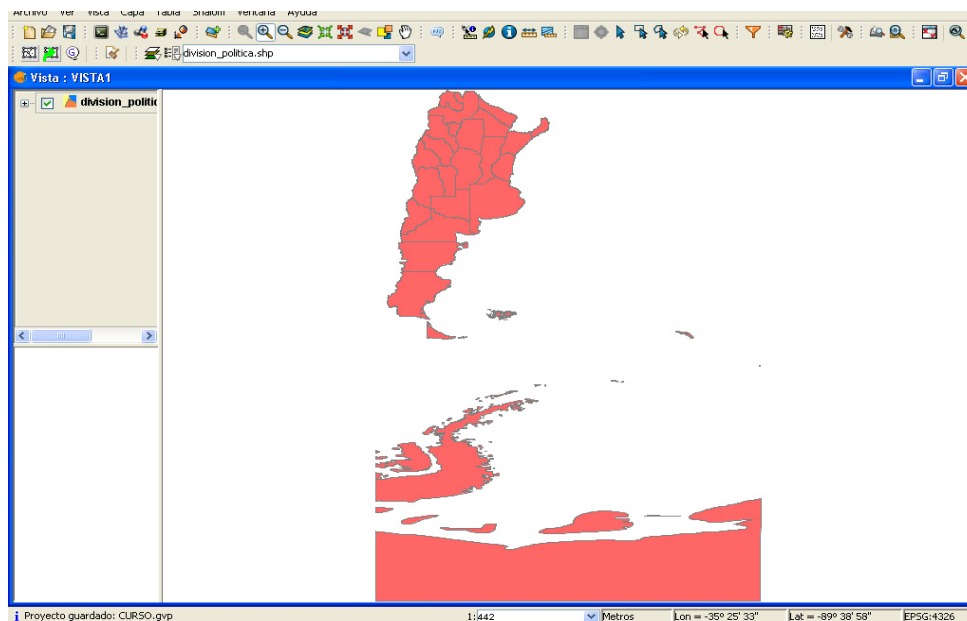 Archivo Ver Vista Capa Tabla Shalom Ventana Ayuda
division_politica.shp
Vista : VISTA1
division_politic
Proyecto guardado: CURSO.gvp
1:442
Metros
Lon = -35º 25' 33"
Lat = -89º 38' 58"
EPSG:4326